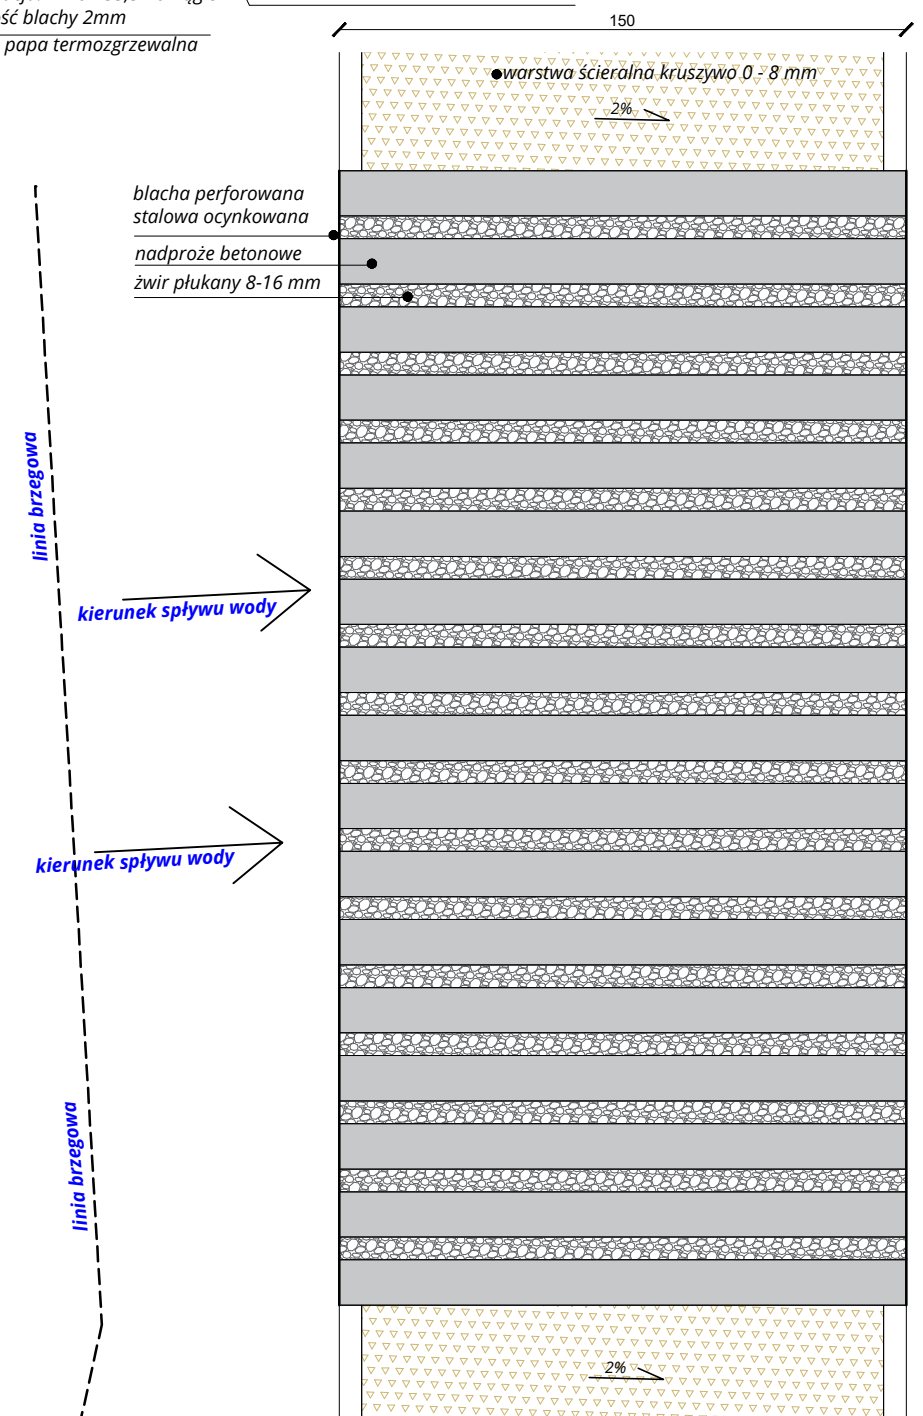 blachy 2mm
papa termozgrzewalna
150
warstwa ścieralna kruszywo 0 - 8 mm
2%
blacha perforowana
stalowa ocynkowana
nadproże betonowe
żwir płukany 8-16 mm
linia brzegowa
kierunek spływu wody
kierunek spływu wody
linia brzegowa
2%